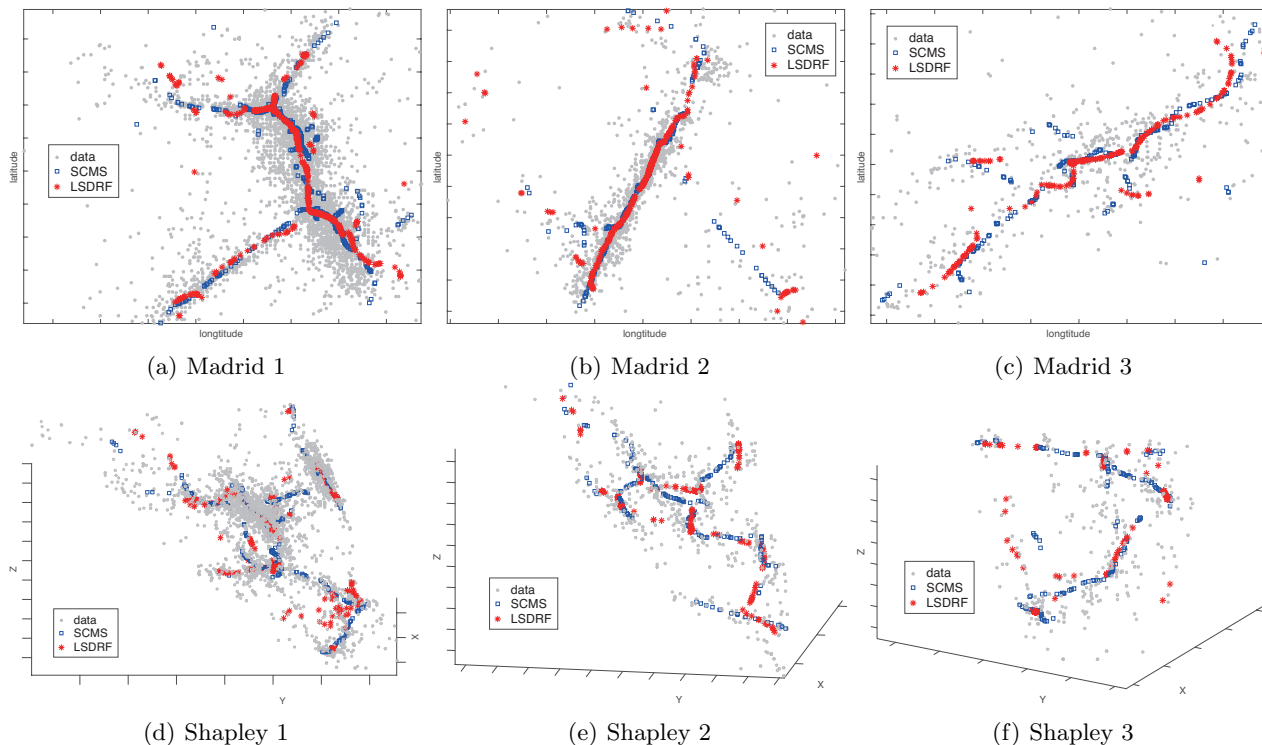 data
SCMS
LSDRF
latitude
longtitude
(a) Madrid 1
data
SCMS
LSDRF
latitude
longtitude
(b) Madrid 2
data
SCMS
LSDRF
latitude
longtitude
(c) Madrid 3
data
SCMS
LSDRF
Z
Y
X
(d) Shapley 1
data
SCMS
LSDRF
Z
Y
X
(e) Shapley 2
data
SCMS
LSDRF
Z
Y
X
(f) Shapley 3